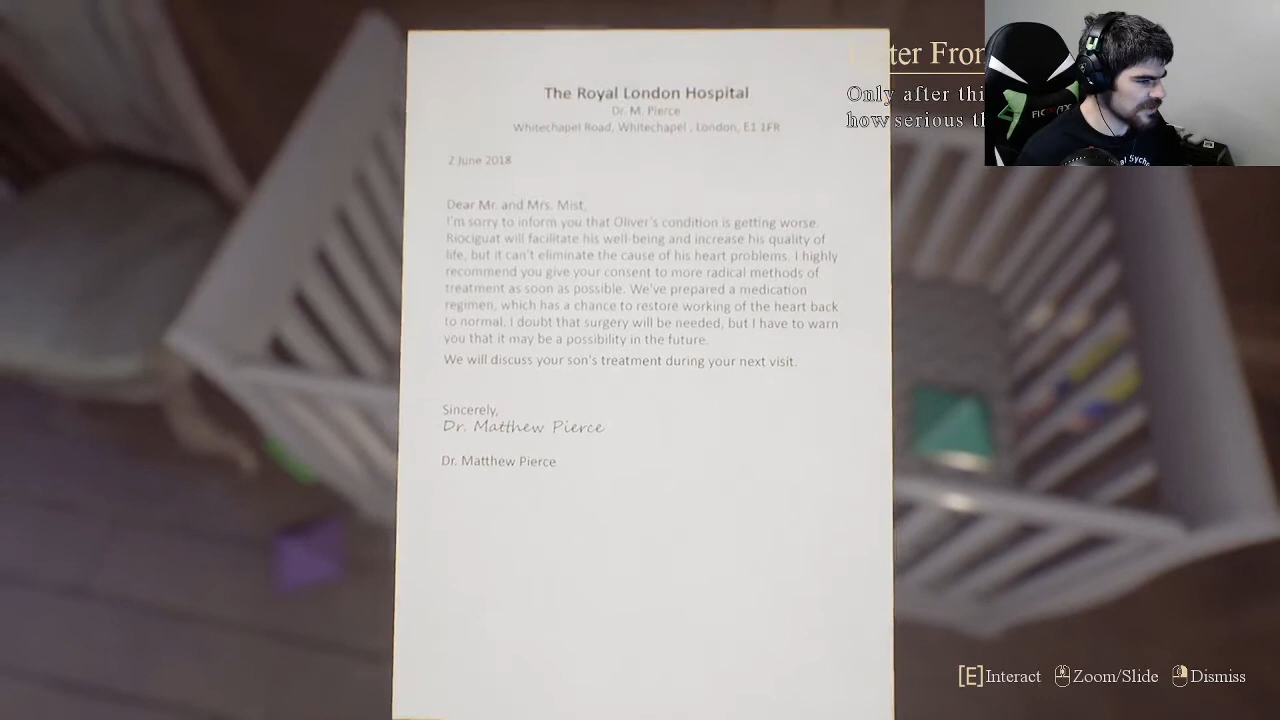 The Royal London Hospital
Dr. M. Pierce
Whitechapel Road, Whitechapel , London, E1 1FR
2 June 2018
Dear Mr. and Mrs. Mist,
I'm sorry to inform you that Oliver's condition is getting worse.
Riociguat will facilitate his well-being and increase his quality of
life, but it can't eliminate the cause of his heart problems. I highly
recommend you give your consent to more radical methods of
treatment as soon as possible. We've prepared a medication
regimen, which has a chance to restore working of the heart back
to normal. I doubt that surgery will be needed, but I have to warn
you that it may be a possibility in the future.
We will discuss your son's treatment during your next visit.
Sincerely,
Dr. Matthew Pierce
Dr. Matthew Pierce
Only after thi
how serious th
[E]Interact Zoom/Slide Dismiss